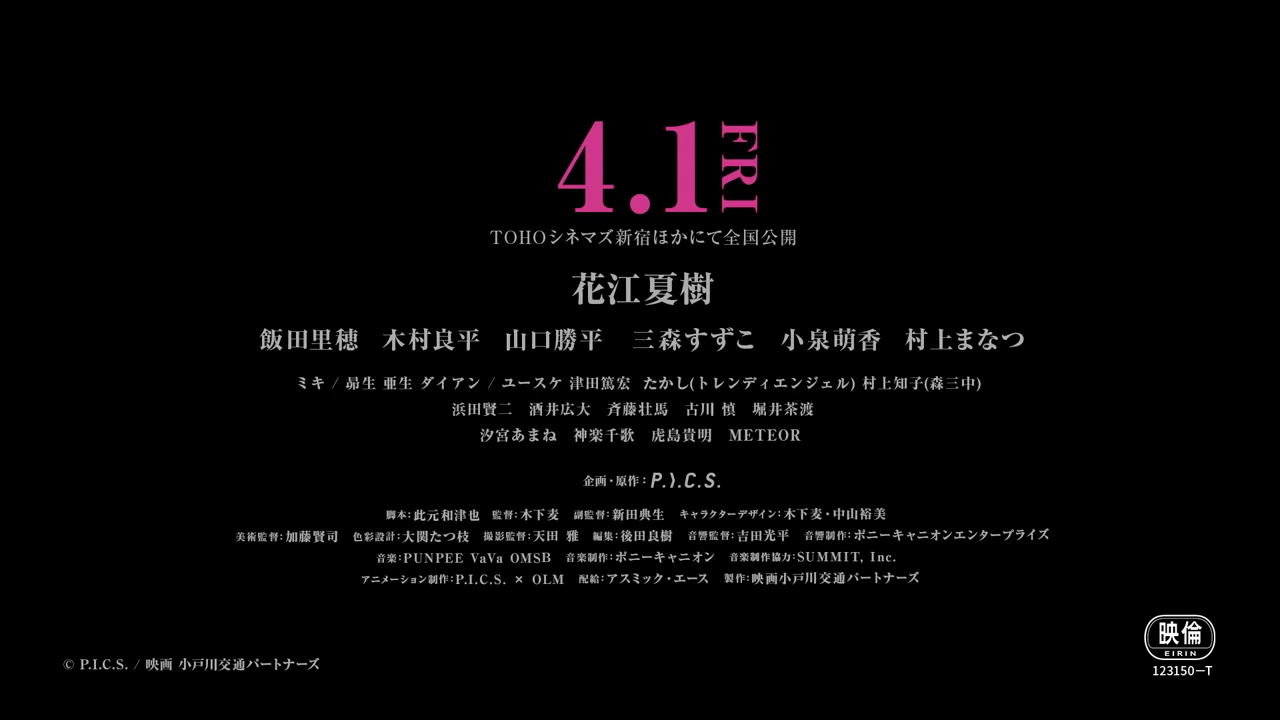 4.1 FRI
TOHOシネマズ新宿ほかにて全国公開
花江夏樹
飯田里穂 木村良平 山口勝平 三森すずこ 小泉萌香 村上まなつ
ミキ / 昴生 亜生 ダイアン / ユースケ 津田篤宏 たかし(トレンディエンジェル) 村上知子(森三中)
浜田賢二 酒井広大 斉藤壮馬 古川 慎 堀井茶渡
汐宮あまね 神楽千歌 虎島貴明 METEOR
企画・原作：P.I.C.S.
脚本：此元和津也 監督：木下麦 副監督：新田典生 キャラクターデザイン：木下麦・中山裕美
美術監督：加藤賢司 色彩設計：大関たつ枝 撮影監督：天田 雅 編集：後田良樹 音響監督：吉田光平 音響制作：ポニーキャニオンエンタープライズ
音楽：PUNPEE VaVa OMSB 音楽制作：ポニーキャニオン 音楽制作協力：SUMMIT, Inc.
アニメーション制作：P.I.C.S. × OLM 配給：アスミック・エース 製作：映画小戸川交通パートナーズ
© P.I.C.S. / 映画 小戸川交通パートナーズ
映倫
EIRIN
123150－T